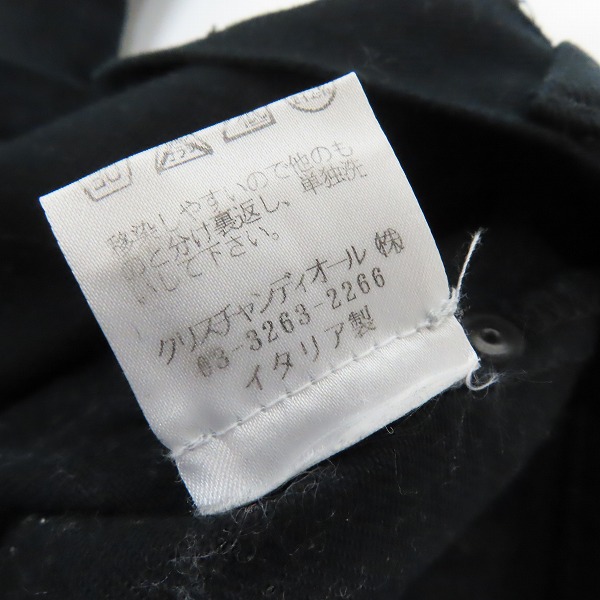 移染しやすいので他のも
のと分け裏返し、単独洗
いして下さい。
クリスチャンディオール㈱
03-3263-2266
イタリア製